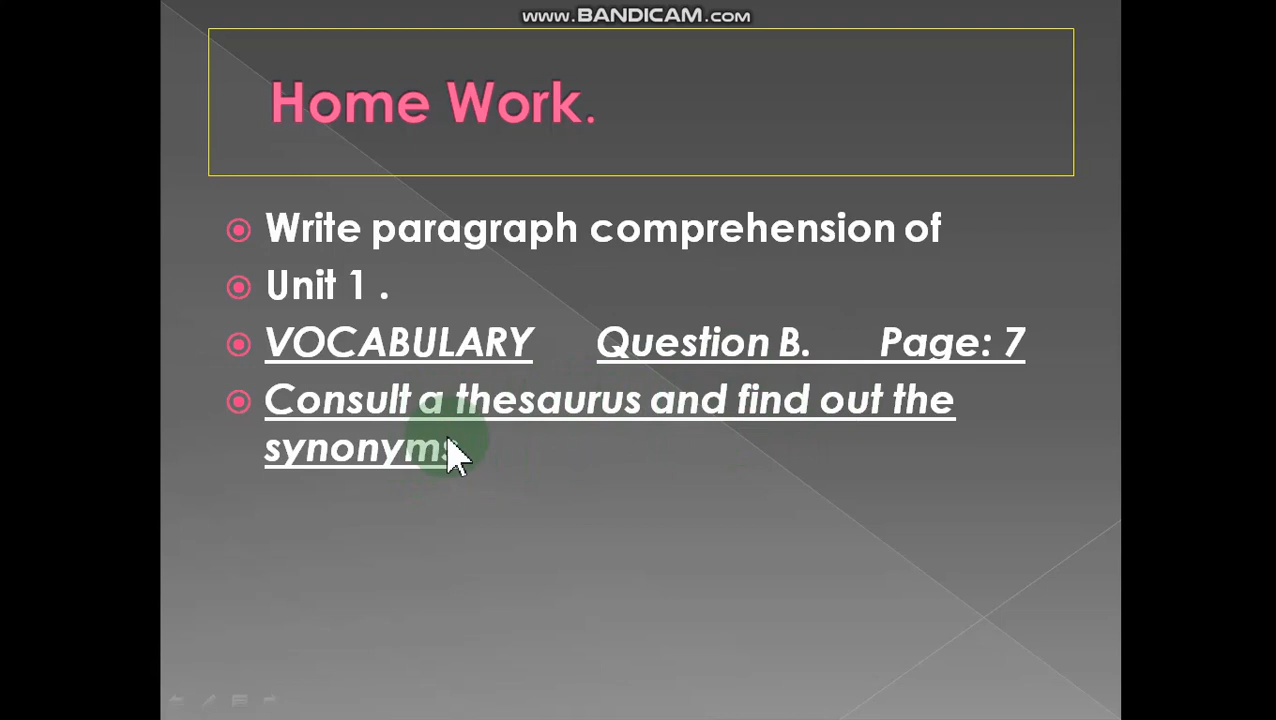 www.BANDICAM.com
Home Work.
Write paragraph comprehension of
Unit 1 .
VOCABULARY Question B. Page: 7
Consult a thesaurus and find out the
synonyms